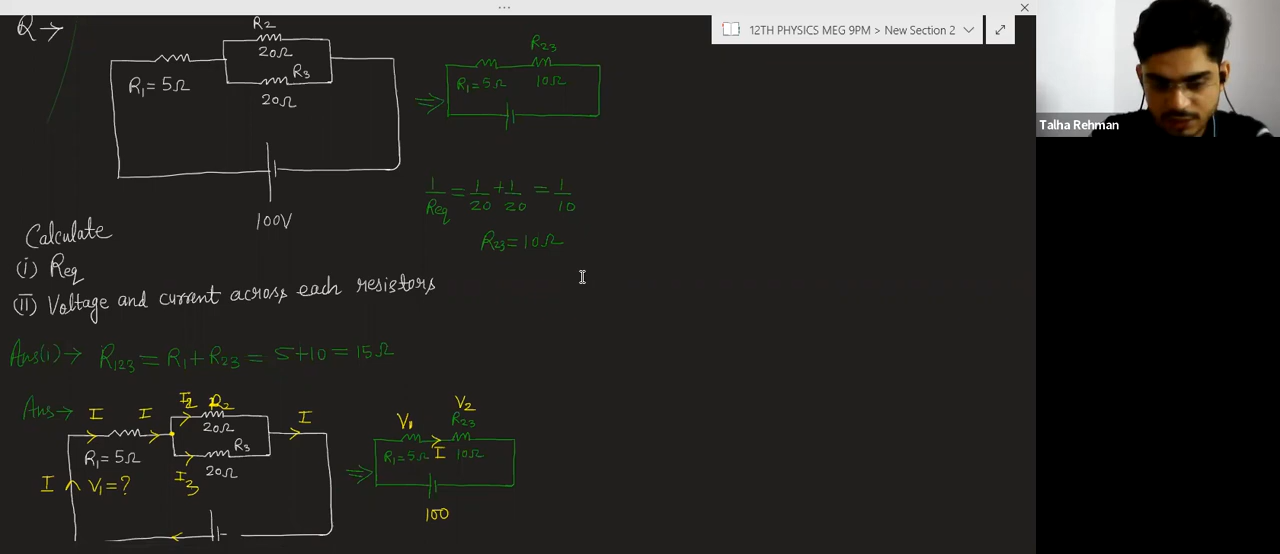 12TH PHYSICS MEG 9PM > New Section 2
Talha Rehman
Q →
R2
20Ω
R3
20Ω
R1 = 5Ω
100V
R23
R1 = 5Ω
10Ω
1/Req = 1/20 + 1/20 = 1/10
R23 = 10Ω
Calculate
(i) Req
(ii) Voltage and current across each resistors
Ans(i) → R123 = R1 + R23 = 5+10 = 15Ω
Ans →
I I I2 R2 I
20Ω
R3
R1 = 5Ω
20Ω
I V1 = ? I3
V1 V2
R23
R1 = 5Ω I 10Ω
100